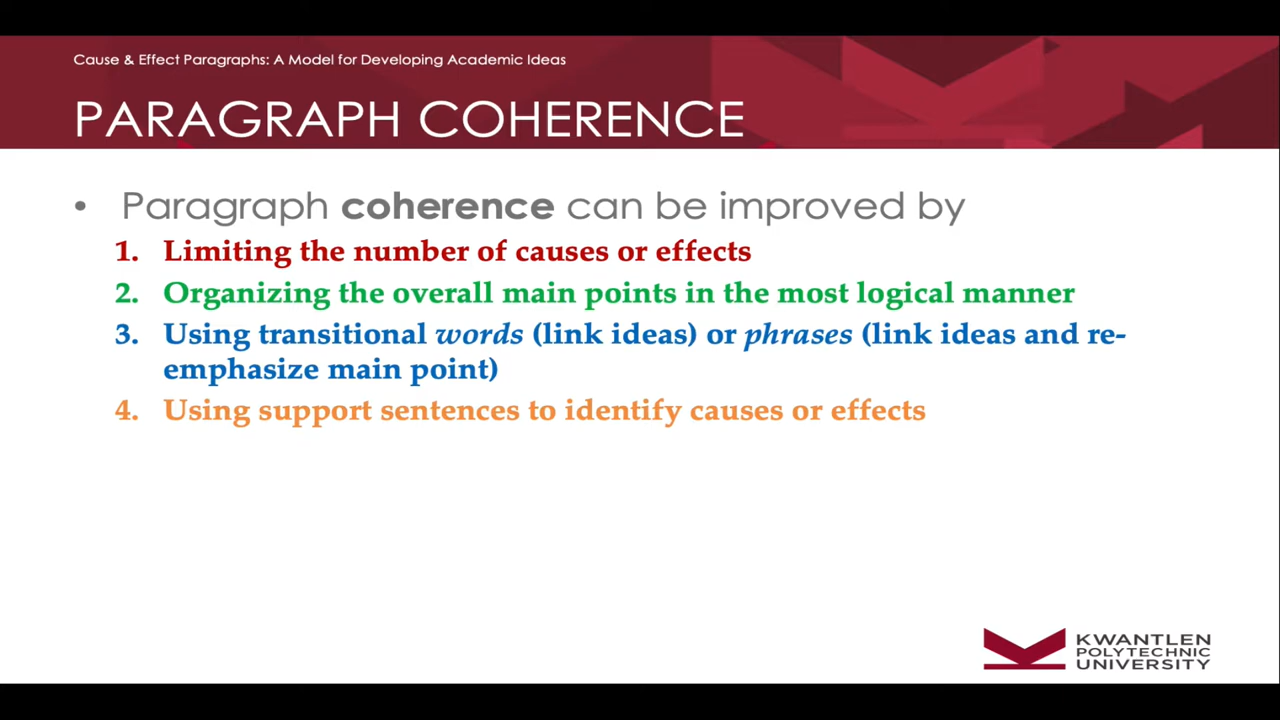 Cause & Effect Paragraphs: A Model for Developing Academic Ideas
PARAGRAPH COHERENCE
• Paragraph coherence can be improved by
1. Limiting the number of causes or effects
2. Organizing the overall main points in the most logical manner
3. Using transitional words (link ideas) or phrases (link ideas and re-
emphasize main point)
4. Using support sentences to identify causes or effects
KWANTLEN
POLYTECHNIC
UNIVERSITY